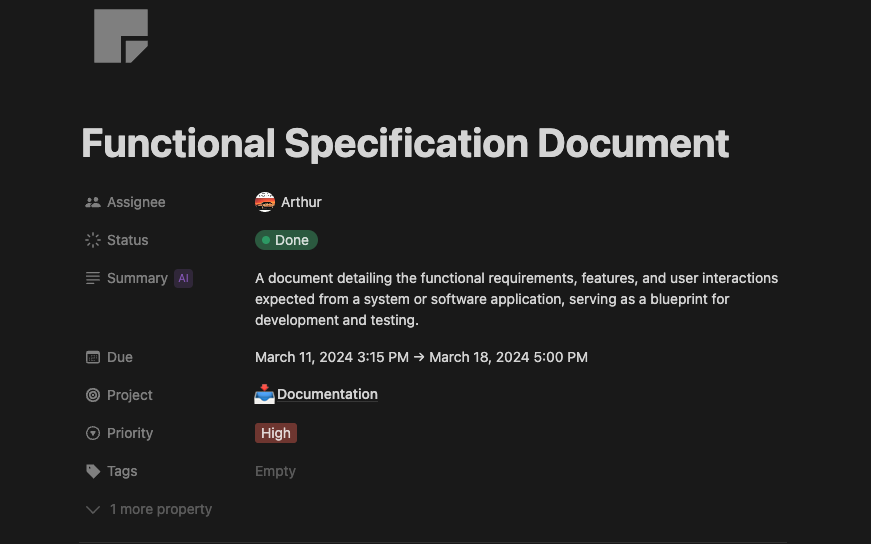 Functional Specification Document
Assignee Arthur
Status Done
Summary AI A document detailing the functional requirements, features, and user interactions
expected from a system or software application, serving as a blueprint for
development and testing.
Due March 11, 2024 3:15 PM → March 18, 2024 5:00 PM
Project Documentation
Priority High
Tags Empty
1 more property